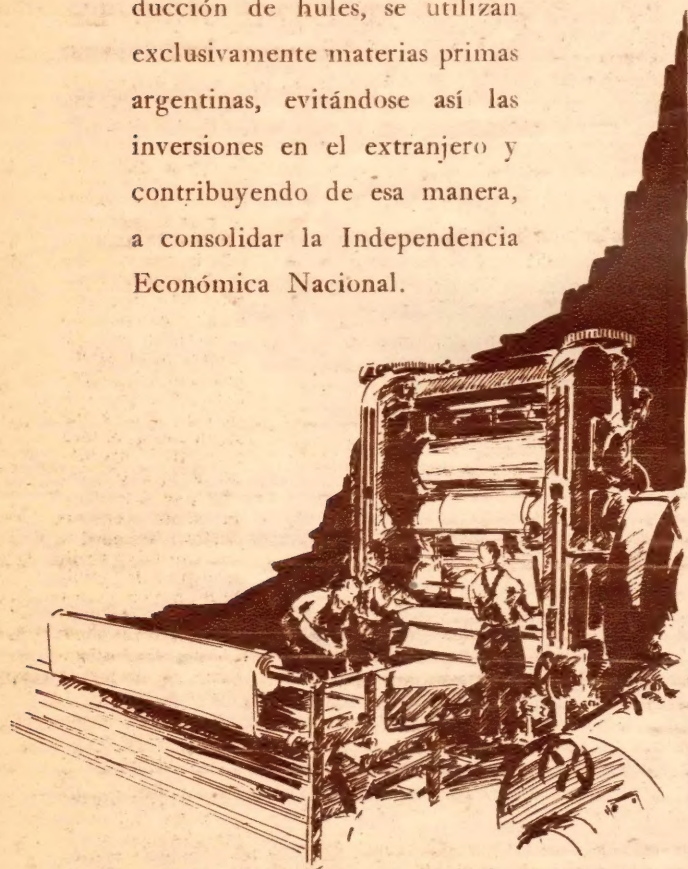 ducción de hules, se utilizan
exclusivamente materias primas
argentinas, evitándose así las
inversiones en el extranjero y
contribuyendo de esa manera,
a consolidar la Independencia
Económica Nacional.